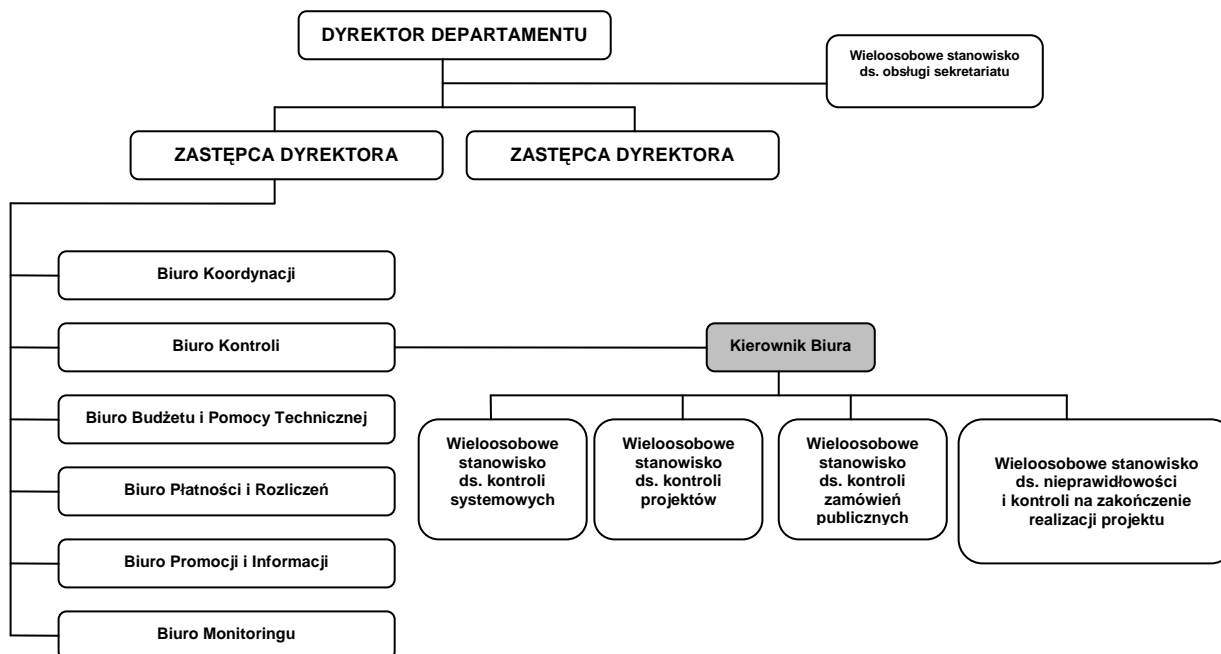 DYREKTOR DEPARTAMENTU
Wieloosobowe stanowisko
ds. obsługi sekretariatu
ZASTĘPCA DYREKTORA
ZASTĘPCA DYREKTORA
Biuro Koordynacji
Biuro Kontroli
Kierownik Biura
Biuro Budżetu i Pomocy Technicznej
Wieloosobowe
stanowisko
ds. kontroli
systemowych
Wieloosobowe
stanowisko
ds. kontroli
projektów
Wieloosobowe
stanowisko
ds. kontroli
zamówień
publicznych
Wieloosobowe stanowisko
ds. nieprawidłowości
i kontroli na zakończenie
realizacji projektu
Biuro Płatności i Rozliczeń
Biuro Promocji i Informacji
Biuro Monitoringu